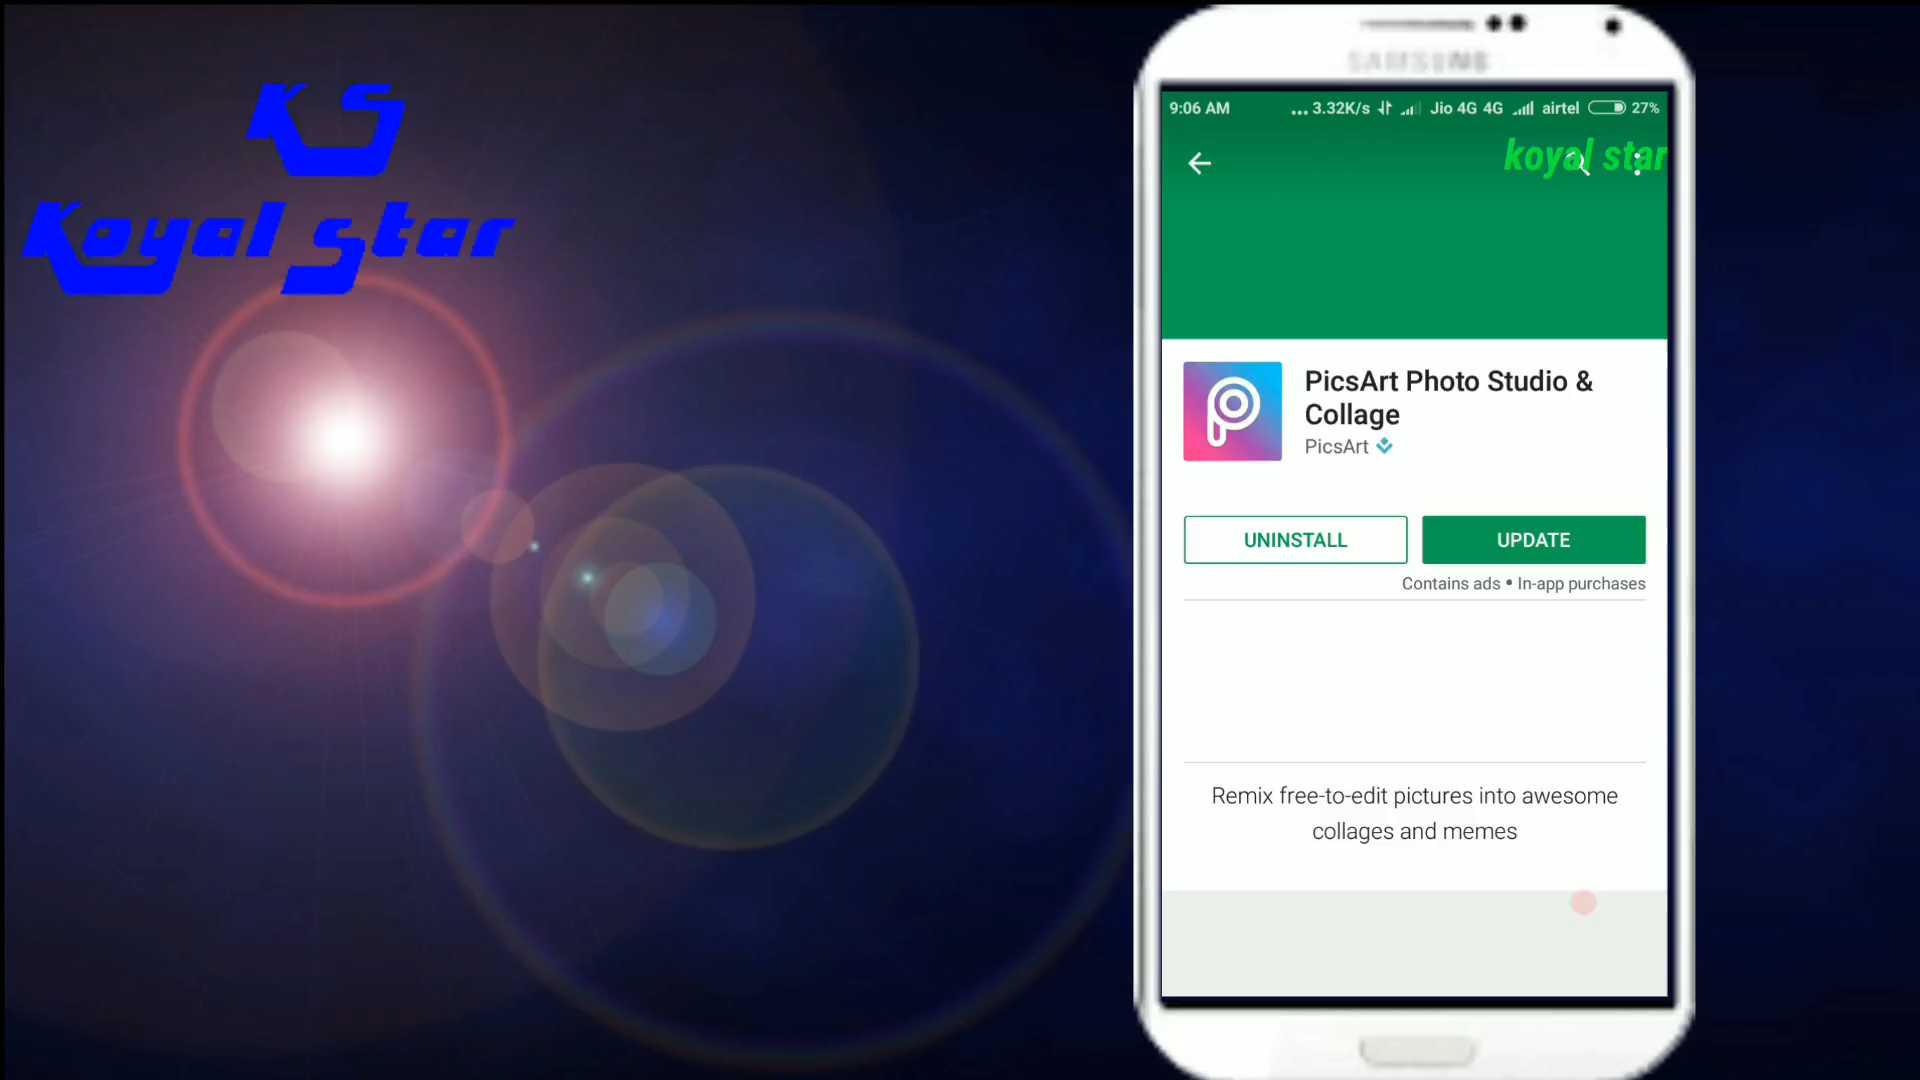 KS
Koyal Star
SAMSUNG
9:06 AM ... 3.32K/s Jio 4G 4G airtel 27%
koyal star
PicsArt Photo Studio &
Collage
PicsArt
UNINSTALL UPDATE
Contains ads • In-app purchases
Remix free-to-edit pictures into awesome
collages and memes